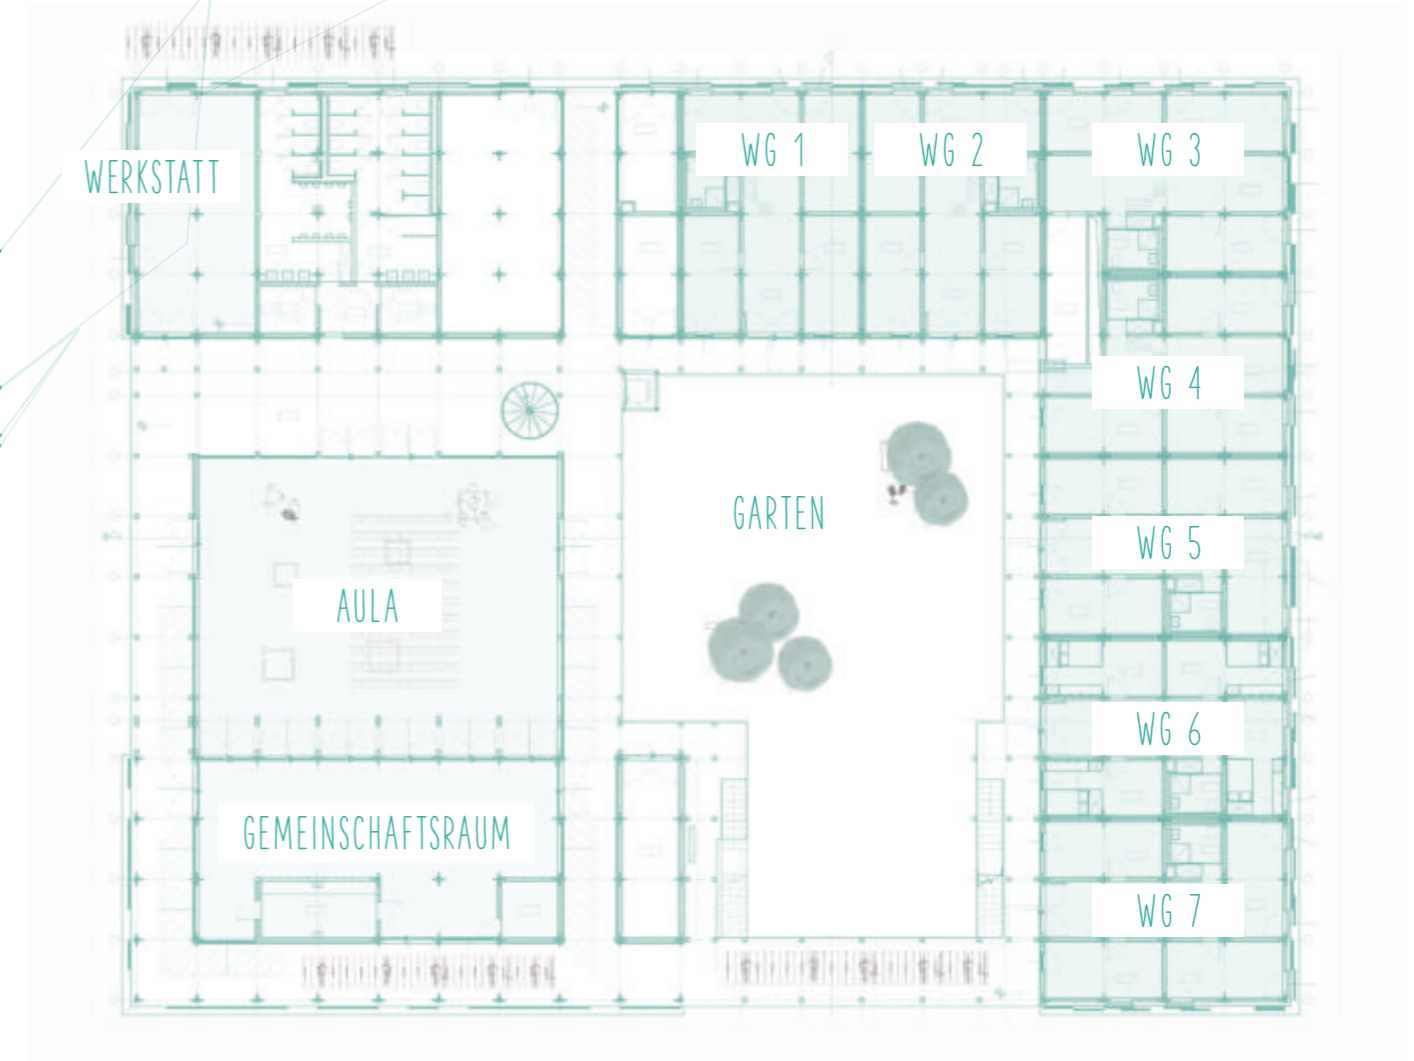 WERKSTATT
WG 1
WG 2
WG 3
WG 4
GARTEN
WG 5
AULA
WG 6
GEMEINSCHAFTSRAUM
WG 7